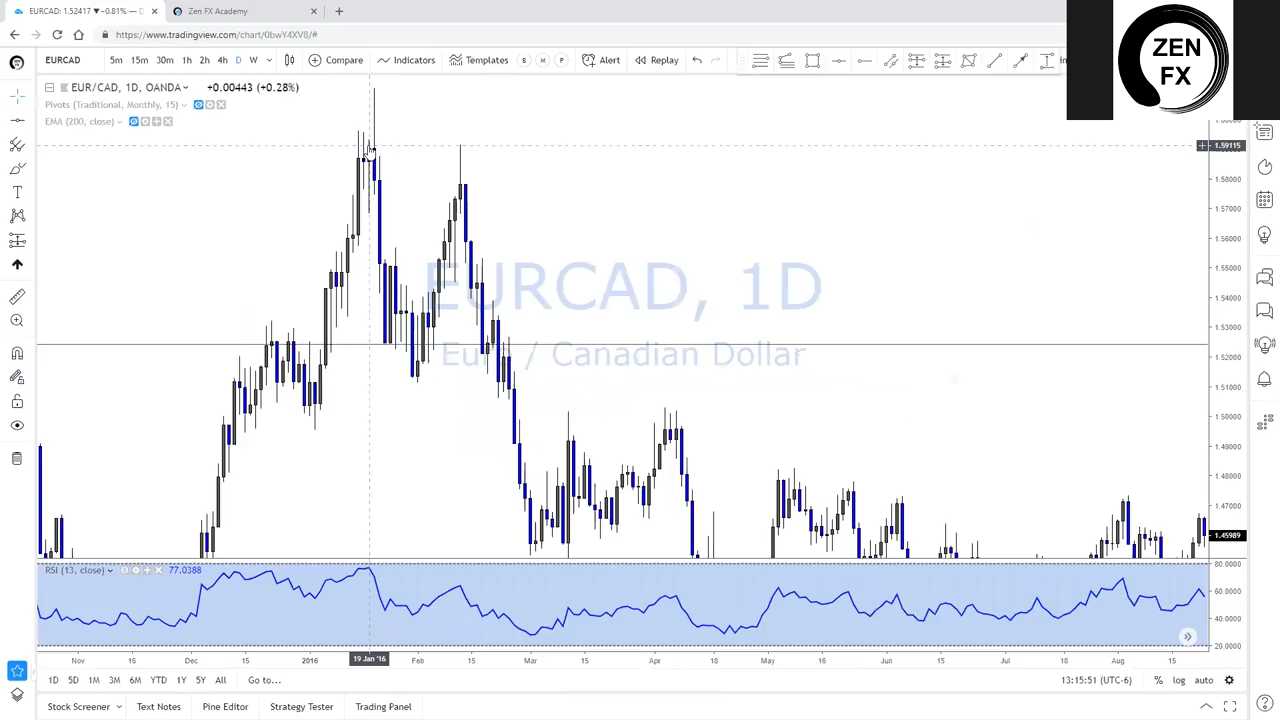 EURCAD: 1.52417 ▼−0.81% — D
Zen FX Academy
https://www.tradingview.com/chart/0bwY4XV8/#
ZEN
FX
EURCAD
5m 15m 30m 1h 2h 4h D W
Compare
Indicators
Templates
B M P
Alert
Replay
EUR/CAD, 1D, OANDA
+0.00443 (+0.28%)
Pivots (Traditional, Monthly, 15)
EMA (200, close)
EURCAD, 1D
Euro / Canadian Dollar
1.59115
1.58000
1.57000
1.56000
1.55000
1.54000
1.53000
1.52000
1.51000
1.50000
1.49000
1.48000
1.47000
1.45989
RSI (13, close) 77.0388
80.0000
60.0000
40.0000
20.0000
Nov 16 Dec 15 2016 19 Jan '16 Feb 15 Mar 15 Apr 18 May 16 Jun 15 Jul 18 Aug 15
1D 5D 1M 3M 6M YTD 1Y 5Y All Go to...
13:15:51 (UTC-6) % log auto
Stock Screener Text Notes Pine Editor Strategy Tester Trading Panel